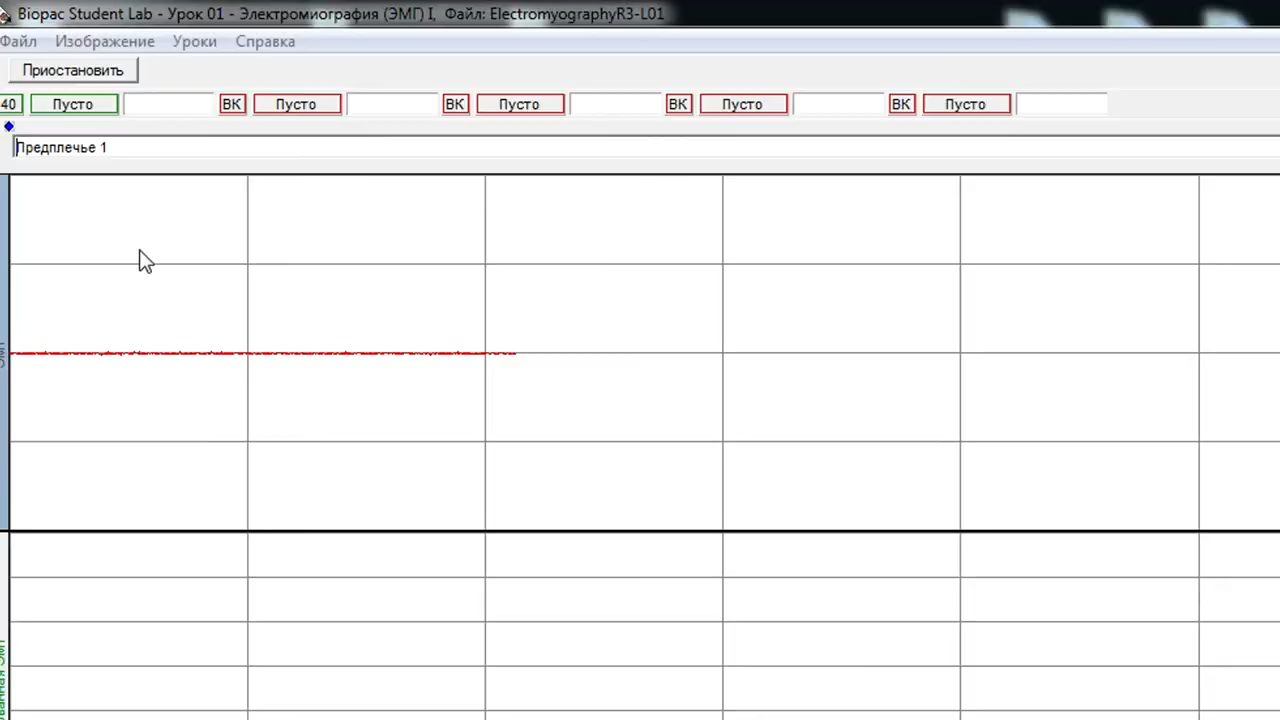 Biopac Student Lab - Урок 01 - Электромиография (ЭМГ) I, Файл: ElectromyographyR3-L01
Файл Изображение Уроки Справка
Приостановить
40 Пусто ВК Пусто ВК Пусто ВК Пусто ВК Пусто
Предплечье 1
ЭМГ